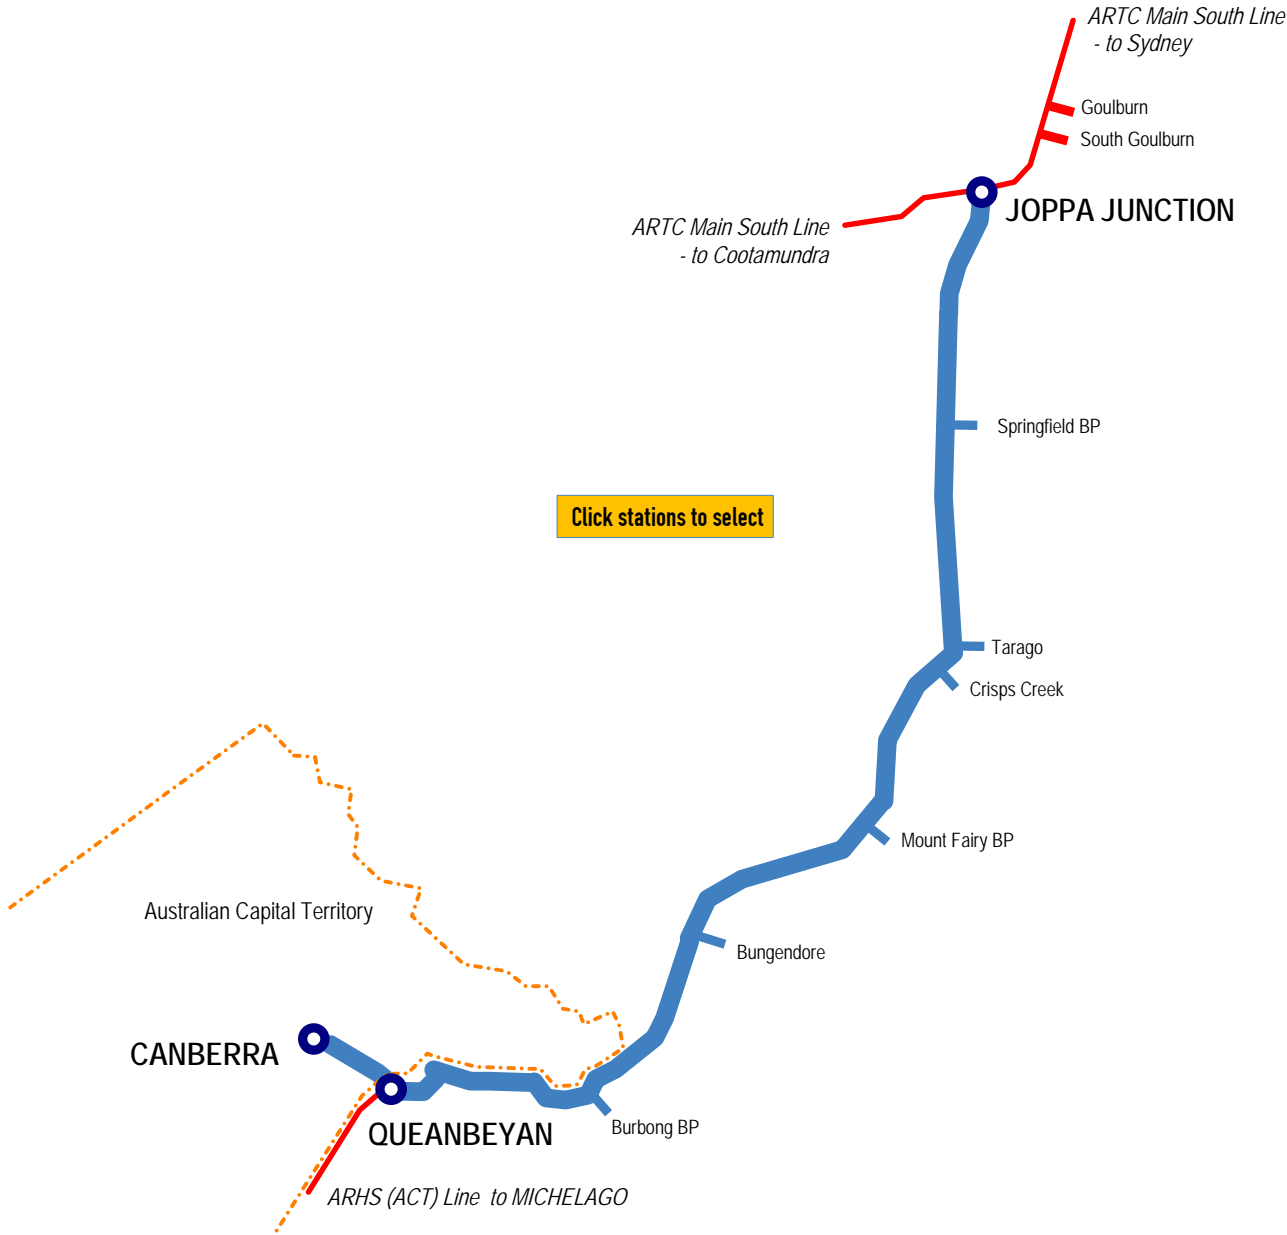 ARTC Main South Line
- to Sydney
Goulburn
South Goulburn
JOPPA JUNCTION
ARTC Main South Line
- to Cootamundra
Springfield BP
Click stations to select
Tarago
Crisps Creek
Mount Fairy BP
Australian Capital Territory
Bungendore
CANBERRA
QUEANBEYAN
Burbong BP
ARHS (ACT) Line to MICHELAGO